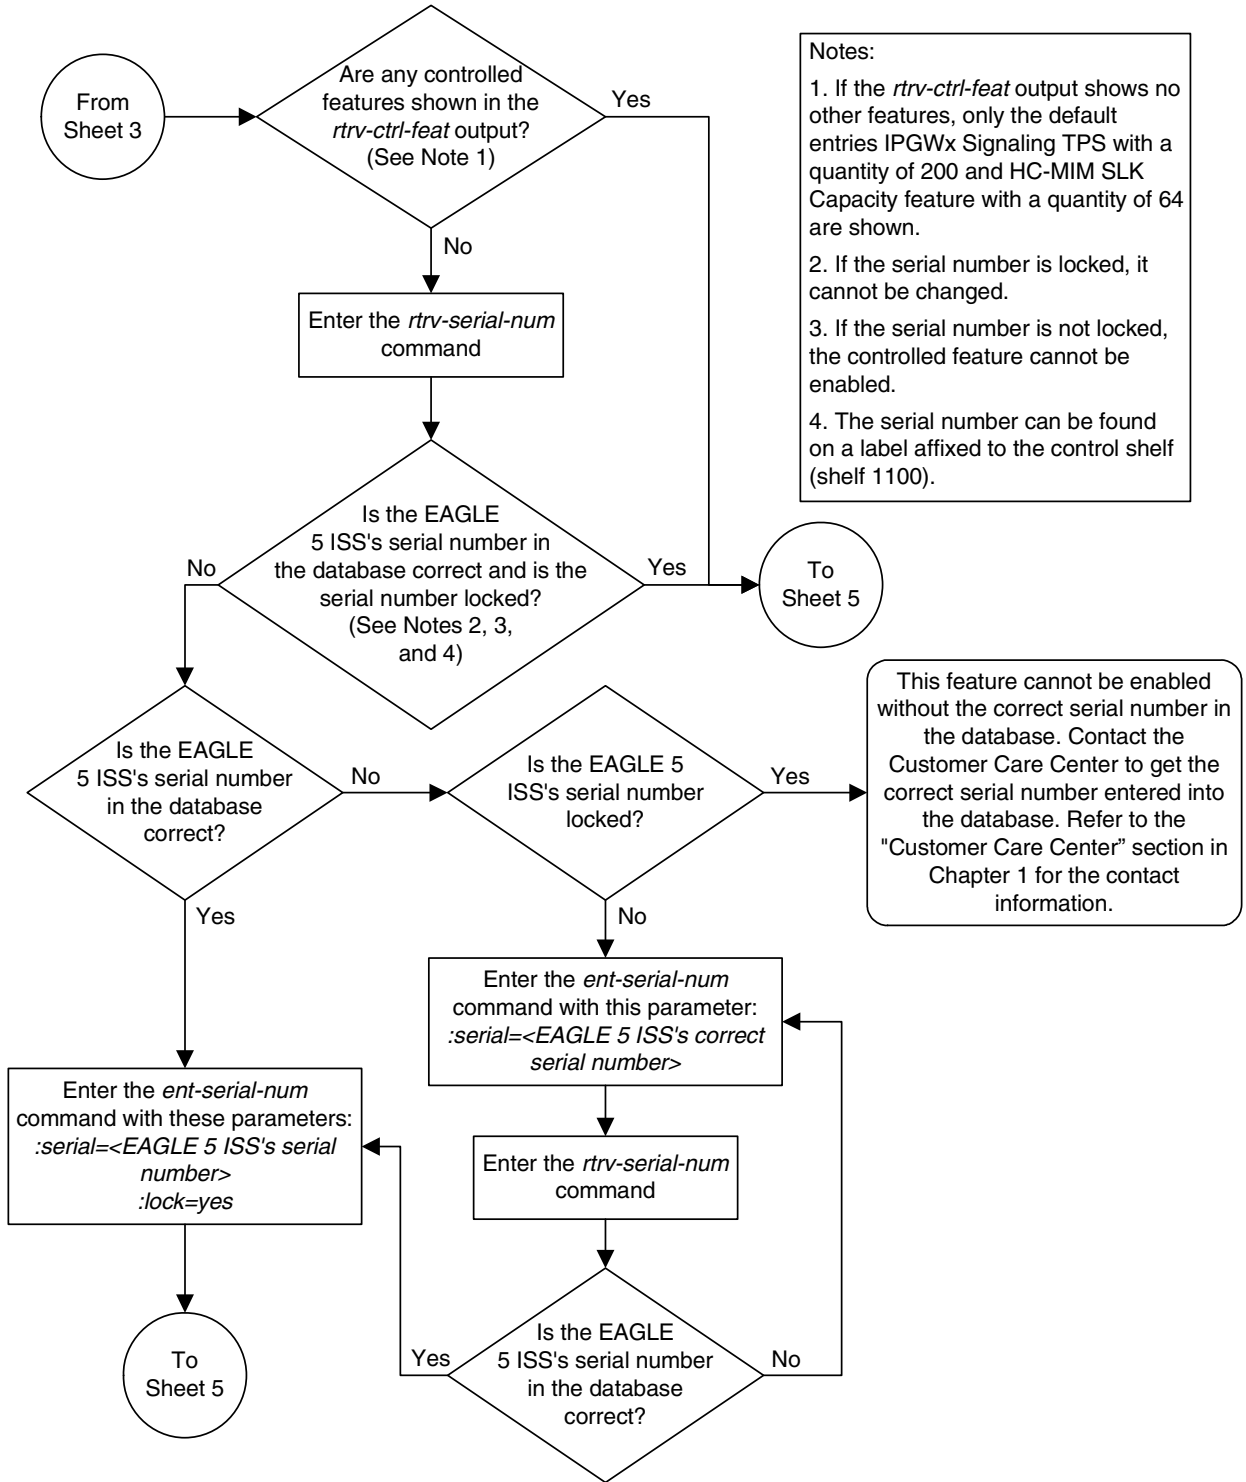 From
Sheet 3
Are any controlled
features shown in the
rtrv-ctrl-feat output?
(See Note 1)
Yes
No
Notes:
1. If the rtrv-ctrl-feat output shows no
other features, only the default
entries IPGWx Signaling TPS with a
quantity of 200 and HC-MIM SLK
Capacity feature with a quantity of 64
are shown.
2. If the serial number is locked, it
cannot be changed.
3. If the serial number is not locked,
the controlled feature cannot be
enabled.
4. The serial number can be found
on a label affixed to the control shelf
(shelf 1100).
Enter the rtrv-serial-num
command
Is the EAGLE
5 ISS's serial number in
the database correct and is the
serial number locked?
(See Notes 2, 3,
and 4)
No
Yes
To
Sheet 5
Is the EAGLE
5 ISS's serial number
in the database
correct?
No
Yes
Is the EAGLE 5
ISS's serial number
locked?
Yes
No
This feature cannot be enabled
without the correct serial number in
the database. Contact the
Customer Care Center to get the
correct serial number entered into
the database. Refer to the
"Customer Care Center” section in
Chapter 1 for the contact
information.
Enter the ent-serial-num
command with this parameter:
:serial=<EAGLE 5 ISS's correct
serial number>
Enter the ent-serial-num
command with these parameters:
:serial=<EAGLE 5 ISS's serial
number>
:lock=yes
Enter the rtrv-serial-num
command
Is the EAGLE
5 ISS's serial number
in the database
correct?
Yes
No
To
Sheet 5